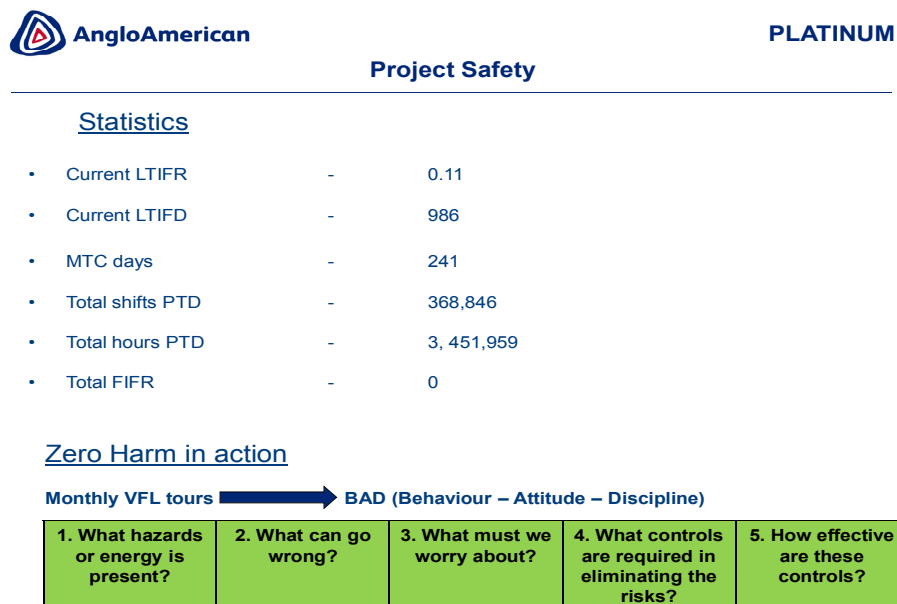 AngloAmerican PLATINUM
Project Safety
Statistics
• Current LTIFR - 0.11
• Current LTIFD - 986
• MTC days - 241
• Total shifts PTD - 368,846
• Total hours PTD - 3, 451,959
• Total FIFR - 0
Zero Harm in action
Monthly VFL tours BAD (Behaviour – Attitude – Discipline)
1. What hazards
or energy is
present?
2. What can go
wrong?
3. What must we
worry about?
4. What controls
are required in
eliminating the
risks?
5. How effective
are these
controls?